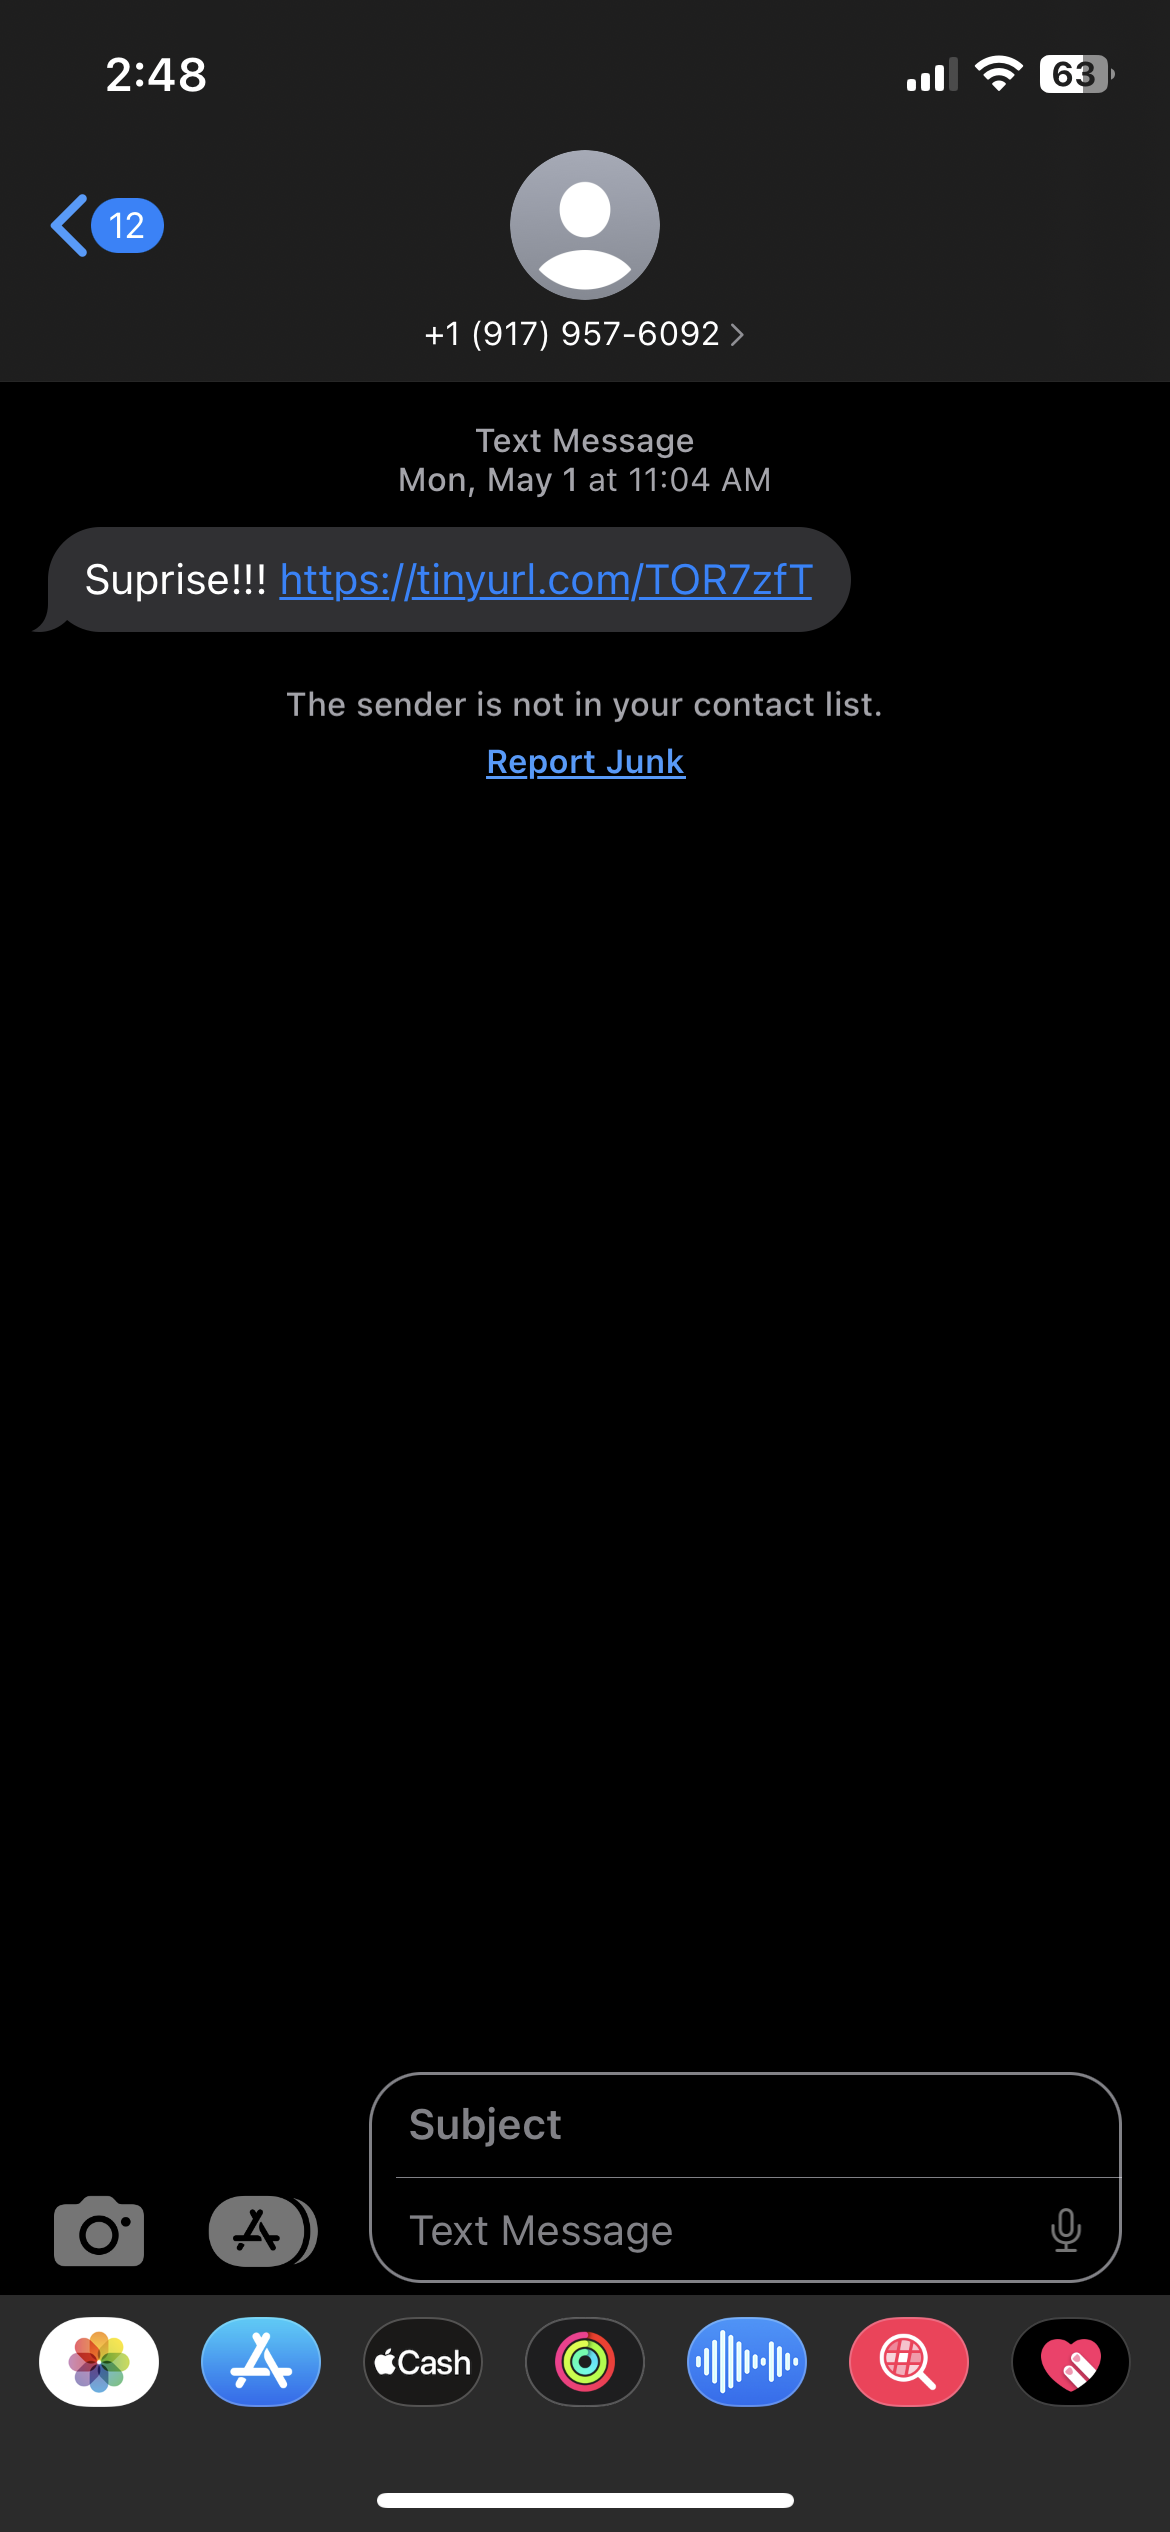 2:48
63
12
+1 (917) 957-6092
Text Message
Mon, May 1 at 11:04 AM
Suprise!!! https://tinyurl.com/TOR7zfT
The sender is not in your contact list.
Report Junk
Subject
Text Message
Cash